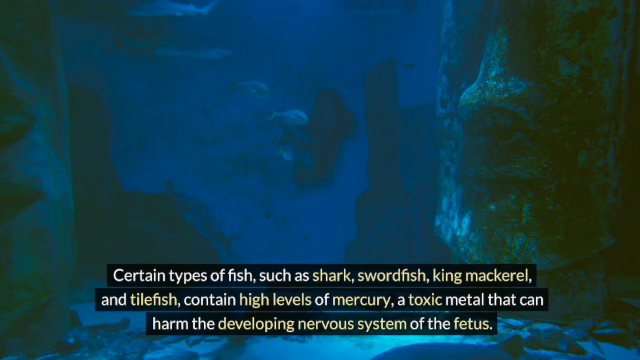 Certain types of fish, such as shark, swordfish, king mackerel,
and tilefish, contain high levels of mercury, a toxic metal that can
harm the developing nervous system of the fetus.